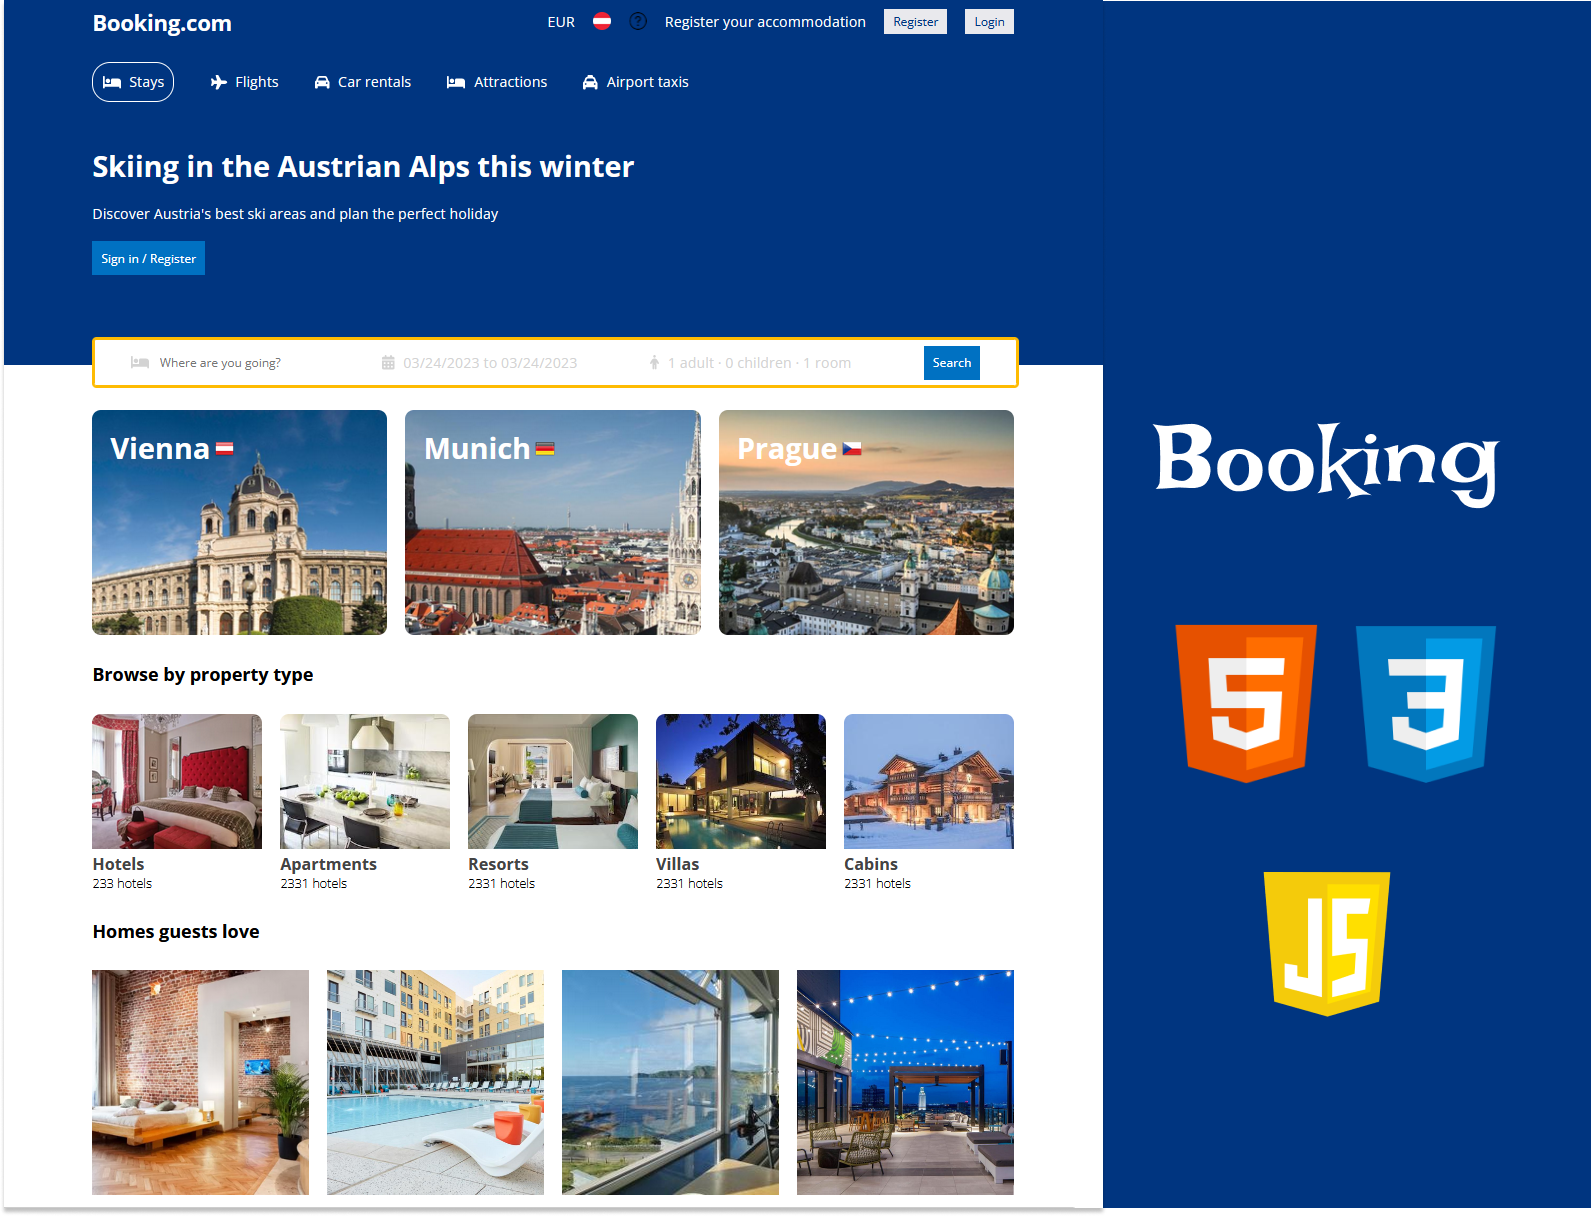 Booking.com
EUR
Register your accommodation
Register
Login
Stays
Flights
Car rentals
Attractions
Airport taxis
Skiing in the Austrian Alps this winter
Discover Austria's best ski areas and plan the perfect holiday
Sign in / Register
Where are you going?
03/24/2023 to 03/24/2023
1 adult · 0 children · 1 room
Search
Vienna
Munich
Prague
Browse by property type
Hotels
233 hotels
Apartments
2331 hotels
Resorts
2331 hotels
Villas
2331 hotels
Cabins
2331 hotels
Homes guests love
Booking
5
3
JS